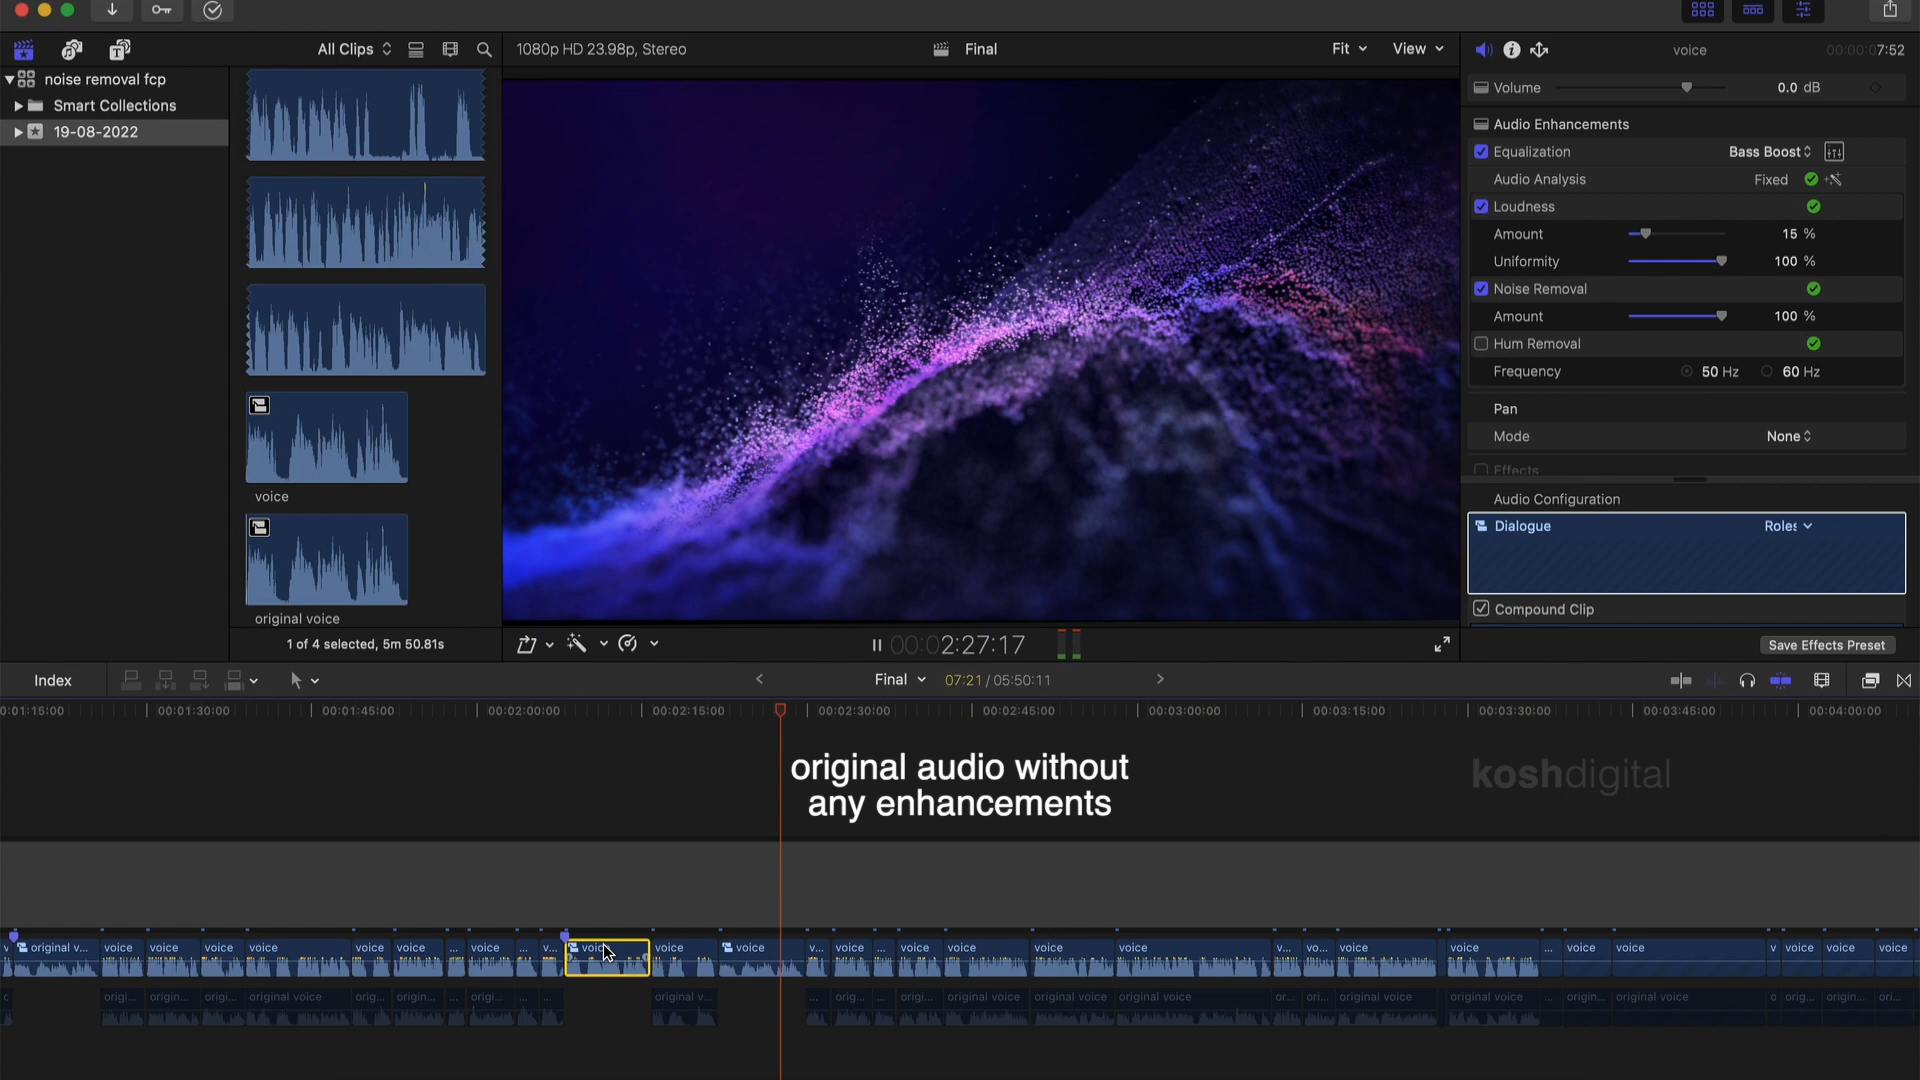 All Clips
1080p HD 23.98p, Stereo
Final
Fit
View
voice
00:00:07:52
noise removal fcp
Smart Collections
19-08-2022
voice
original voice
1 of 4 selected, 5m 50.81s
Volume
0.0 dB
Audio Enhancements
Equalization
Bass Boost
Audio Analysis
Fixed
Loudness
Amount
15 %
Uniformity
100 %
Noise Removal
Amount
100 %
Hum Removal
Frequency
50 Hz
60 Hz
Pan
Mode
None
Effects
Audio Configuration
Dialogue
Roles
Compound Clip
Save Effects Preset
00:02:27:17
Index
Final
07:21 / 05:50:11
0:01:15:00
00:01:30:00
00:01:45:00
00:02:00:00
00:02:15:00
00:02:30:00
00:02:45:00
00:03:00:00
00:03:15:00
00:03:30:00
00:03:45:00
00:04:00:00
original audio without
any enhancements
koshdigital
v original v... voice voice voice voice voice voice ... voice ... v... voice voice voice v... voice ... voice voice voice voice v... vo... voice voice ... voice voice v voice voice voice
origi... origin... origi... original voice orig... origin... ... origi... ... ... original v... ... orig... ... origi... original voice original voice original voice or... ori... original voice original voice ... origin... original voice o orig... origin... ori...